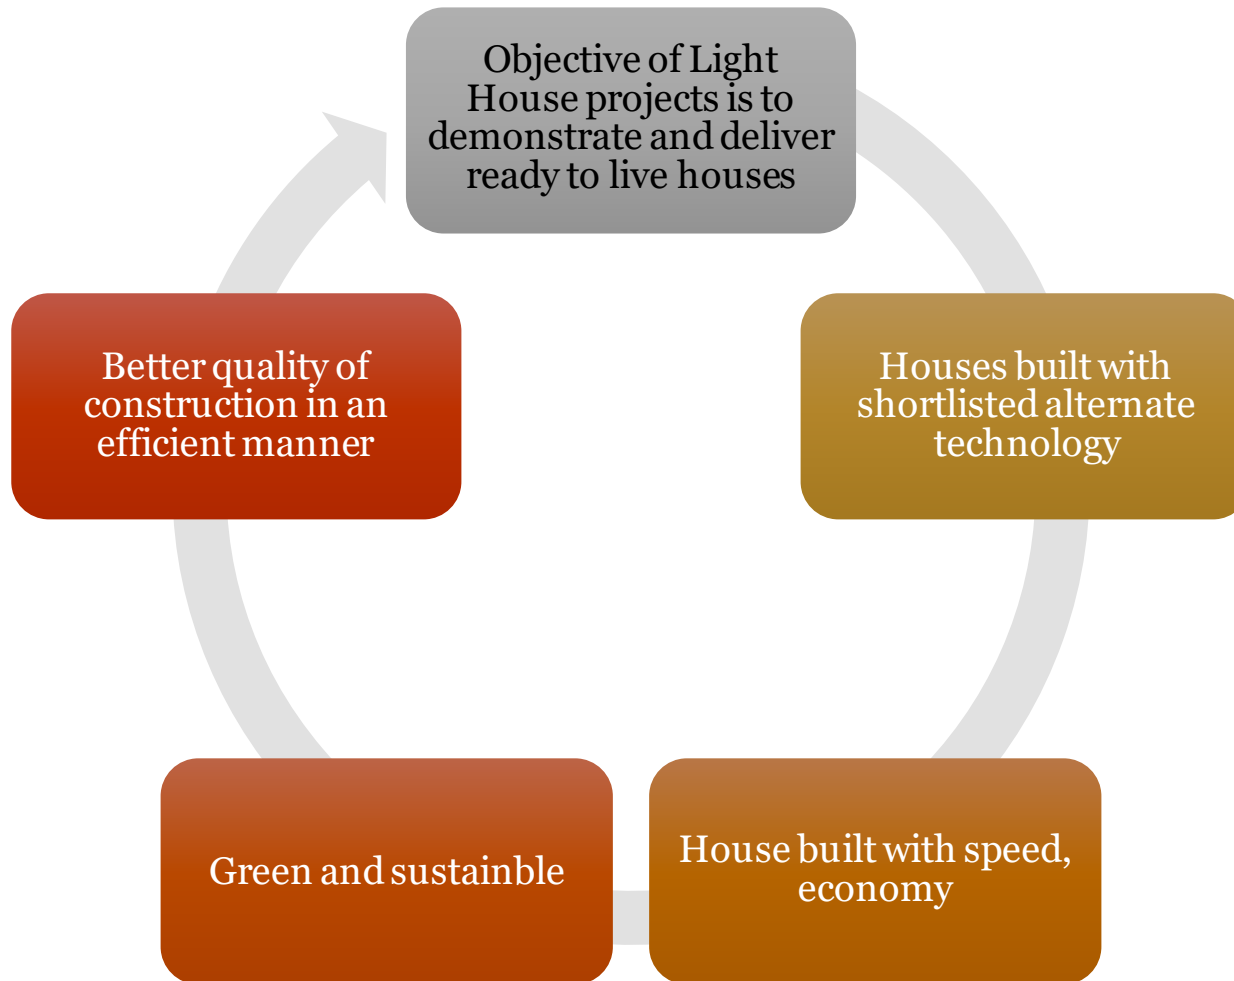 Objective of Light
House projects is to
demonstrate and deliver
ready to live houses
Houses built with
shortlisted alternate
technology
House built with speed,
economy
Green and sustainble
Better quality of
construction in an
efficient manner